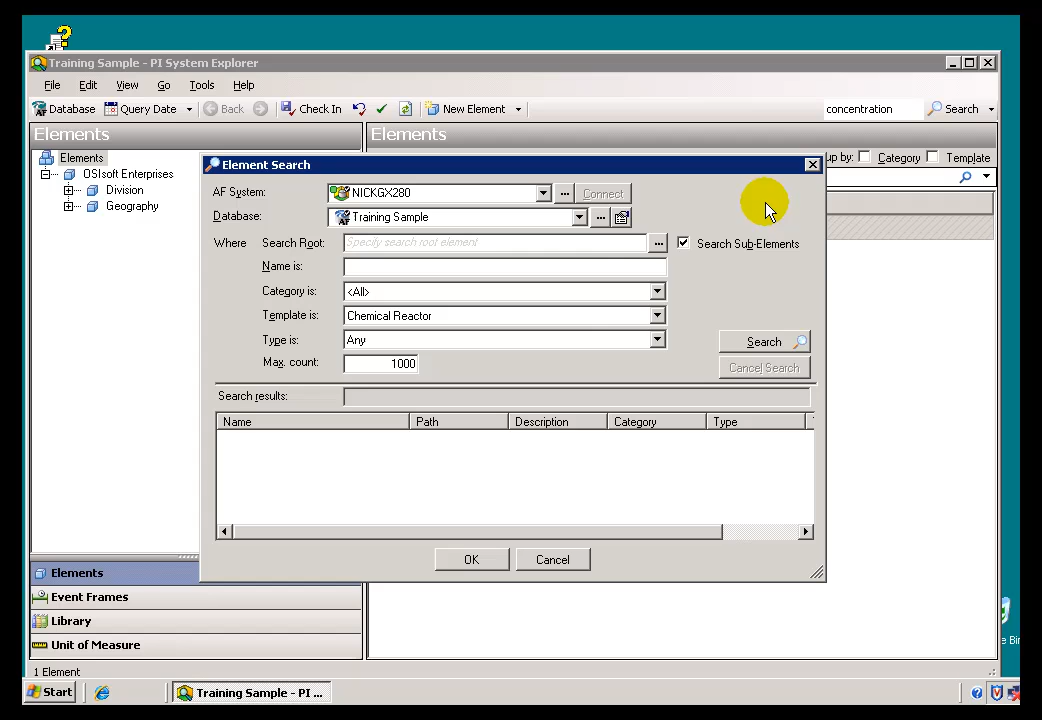 Training Sample - PI System Explorer
File Edit View Go Tools Help
Database Query Date Back Check In New Element concentration Search
Elements Elements
Elements
OSIsoft Enterprises
Division
Geography
up by: Category Template
Element Search
AF System: NICKGX280 ... Connect
Database: Training Sample ...
Where Search Root: Specify search root element ... Search Sub-Elements
Name is:
Category is: <All>
Template is: Chemical Reactor
Type is: Any
Search
Max. count: 1000
Cancel Search
Search results:
Name Path Description Category Type
OK Cancel
Elements
Event Frames
Library
Unit of Measure
1 Element
e Bin
Start Training Sample - PI ...